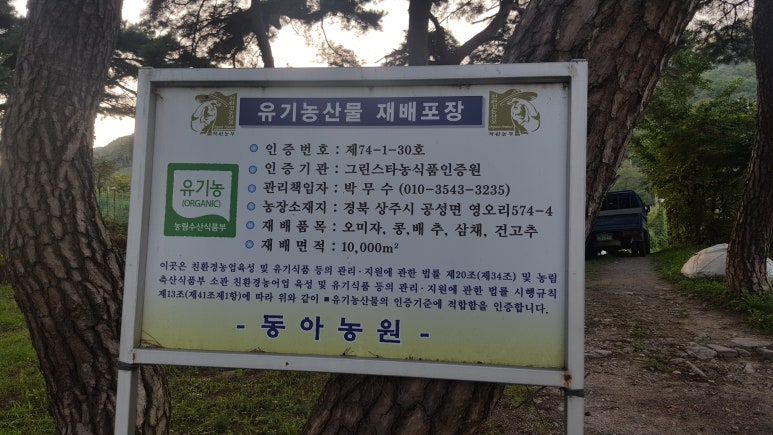 유기농산물 재배포장
자연농부
자연농부
인증번호 : 제74-1-30호
인증기관 : 그린스타농식품인증원
관리책임자 : 박무수 (010-3543-3235)
농장소재지 : 경북 상주시 공성면 영오리574-4
재배품목 : 오미자, 콩,배추, 삼채, 건고추
재배면적 : 10,000m²
유기농
(ORGANIC)
농림수산식품부
이곳은 친환경농업육성 및 유기식품 등의 관리·지원에 관한 법률 제20조(제34조) 및 농림
축산식품부 소관 친환경농어업 육성 및 유기식품 등의 관리·지원에 관한 법률 시행규칙
제13조(제41조제1항)에 따라 위와 같이 ■유기농산물의 인증기준에 적합함을 인증합니다.
- 동아농원 -